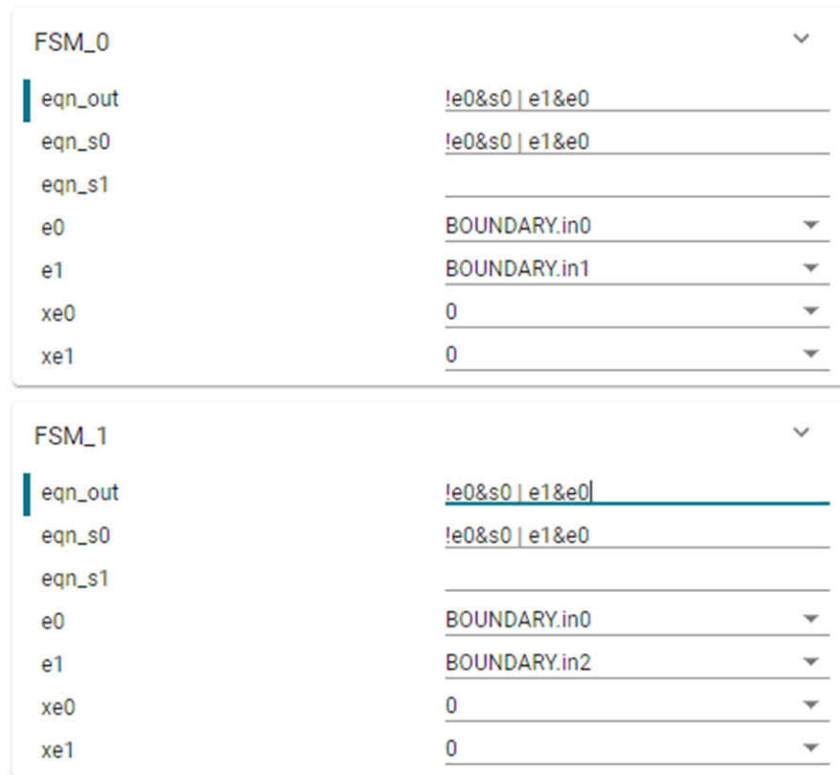 FSM_0
eqn_out !e0&s0 | e1&e0
eqn_s0 !e0&s0 | e1&e0
eqn_s1
e0 BOUNDARY.in0
e1 BOUNDARY.in1
xe0 0
xe1 0
FSM_1
eqn_out !e0&s0 | e1&e0
eqn_s0 !e0&s0 | e1&e0
eqn_s1
e0 BOUNDARY.in0
e1 BOUNDARY.in2
xe0 0
xe1 0